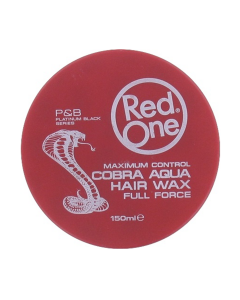 P&B
PLATINUM BLACK
SERIES
Red
One
MAXIMUM CONTROL
COBRA AQUA
HAIR WAX
FULL FORCE
150ml e